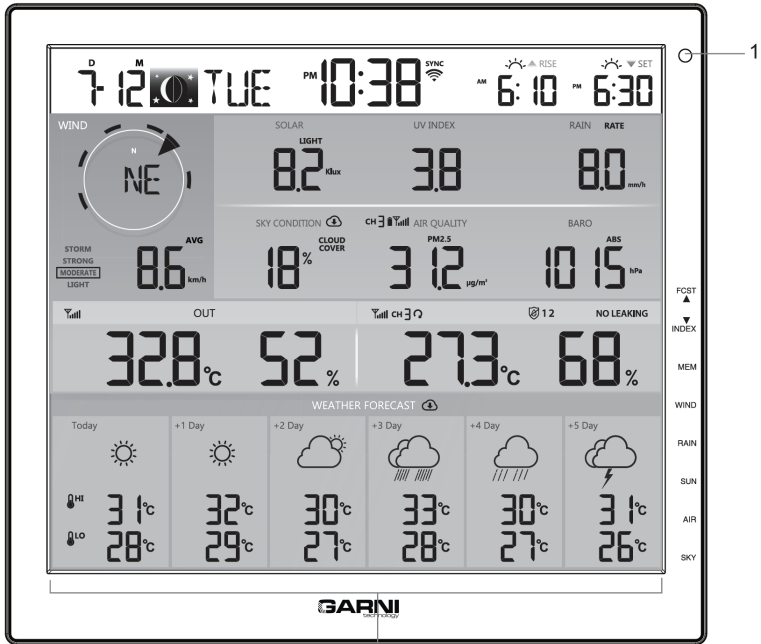 D M
7-12 TUE PM 10:38 SYNC AM 6:10 RISE PM 6:30 SET
1
WIND
N
NE
STORM
STRONG
MODERATE
LIGHT
AVG
8.6 km/h
SOLAR
LIGHT
8.2 Klux
UV INDEX
3.8
RAIN RATE
8.0 mm/h
SKY CONDITION
18 % CLOUD COVER
CH 3 AIR QUALITY
PM2.5
31.2 µg/m³
BARO
ABS
1015 hPa
OUT
32.8 °C 52 %
CH 3 1 2 NO LEAKING
27.3 °C 68 %
WEATHER FORECAST
Today +1 Day +2 Day +3 Day +4 Day +5 Day
HI 31°C 32°C 30°C 33°C 30°C 31°C
LO 28°C 29°C 27°C 28°C 27°C 26°C
FCST
INDEX
MEM
WIND
RAIN
SUN
AIR
SKY
GARNI
technology